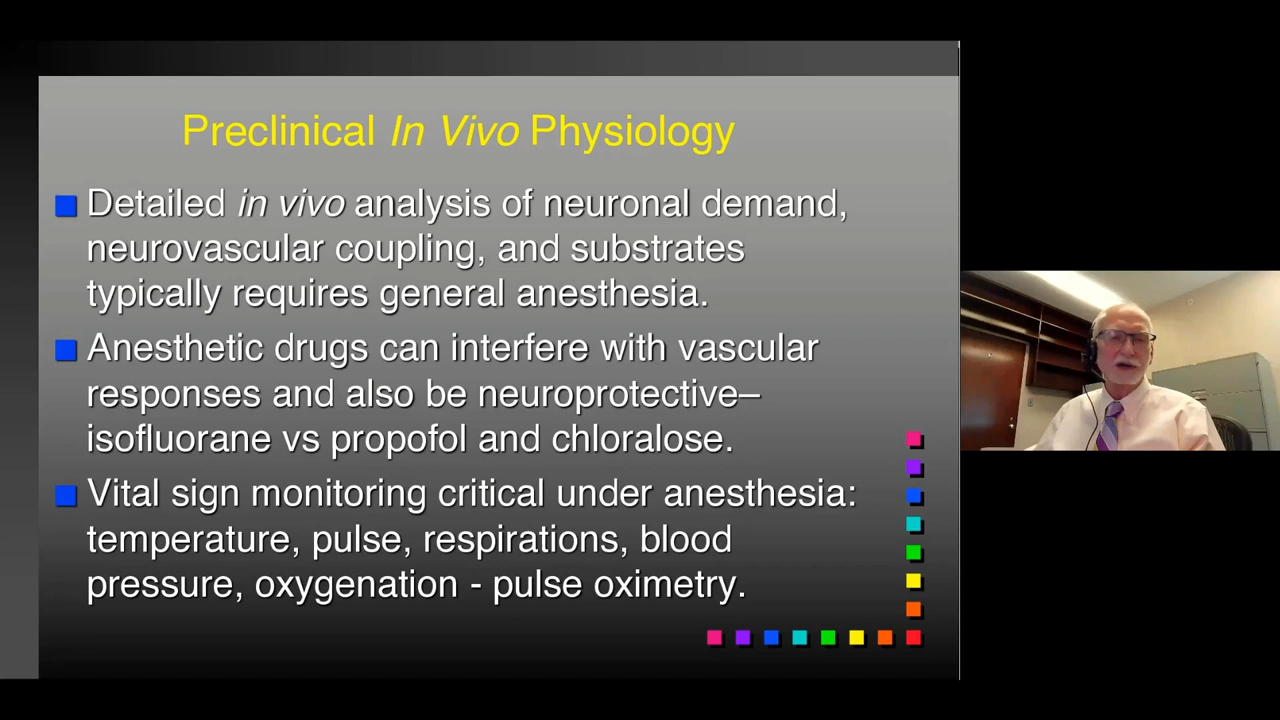 Preclinical In Vivo Physiology
Detailed in vivo analysis of neuronal demand,
neurovascular coupling, and substrates
typically requires general anesthesia.
Anesthetic drugs can interfere with vascular
responses and also be neuroprotective–
isofluorane vs propofol and chloralose.
Vital sign monitoring critical under anesthesia:
temperature, pulse, respirations, blood
pressure, oxygenation - pulse oximetry.